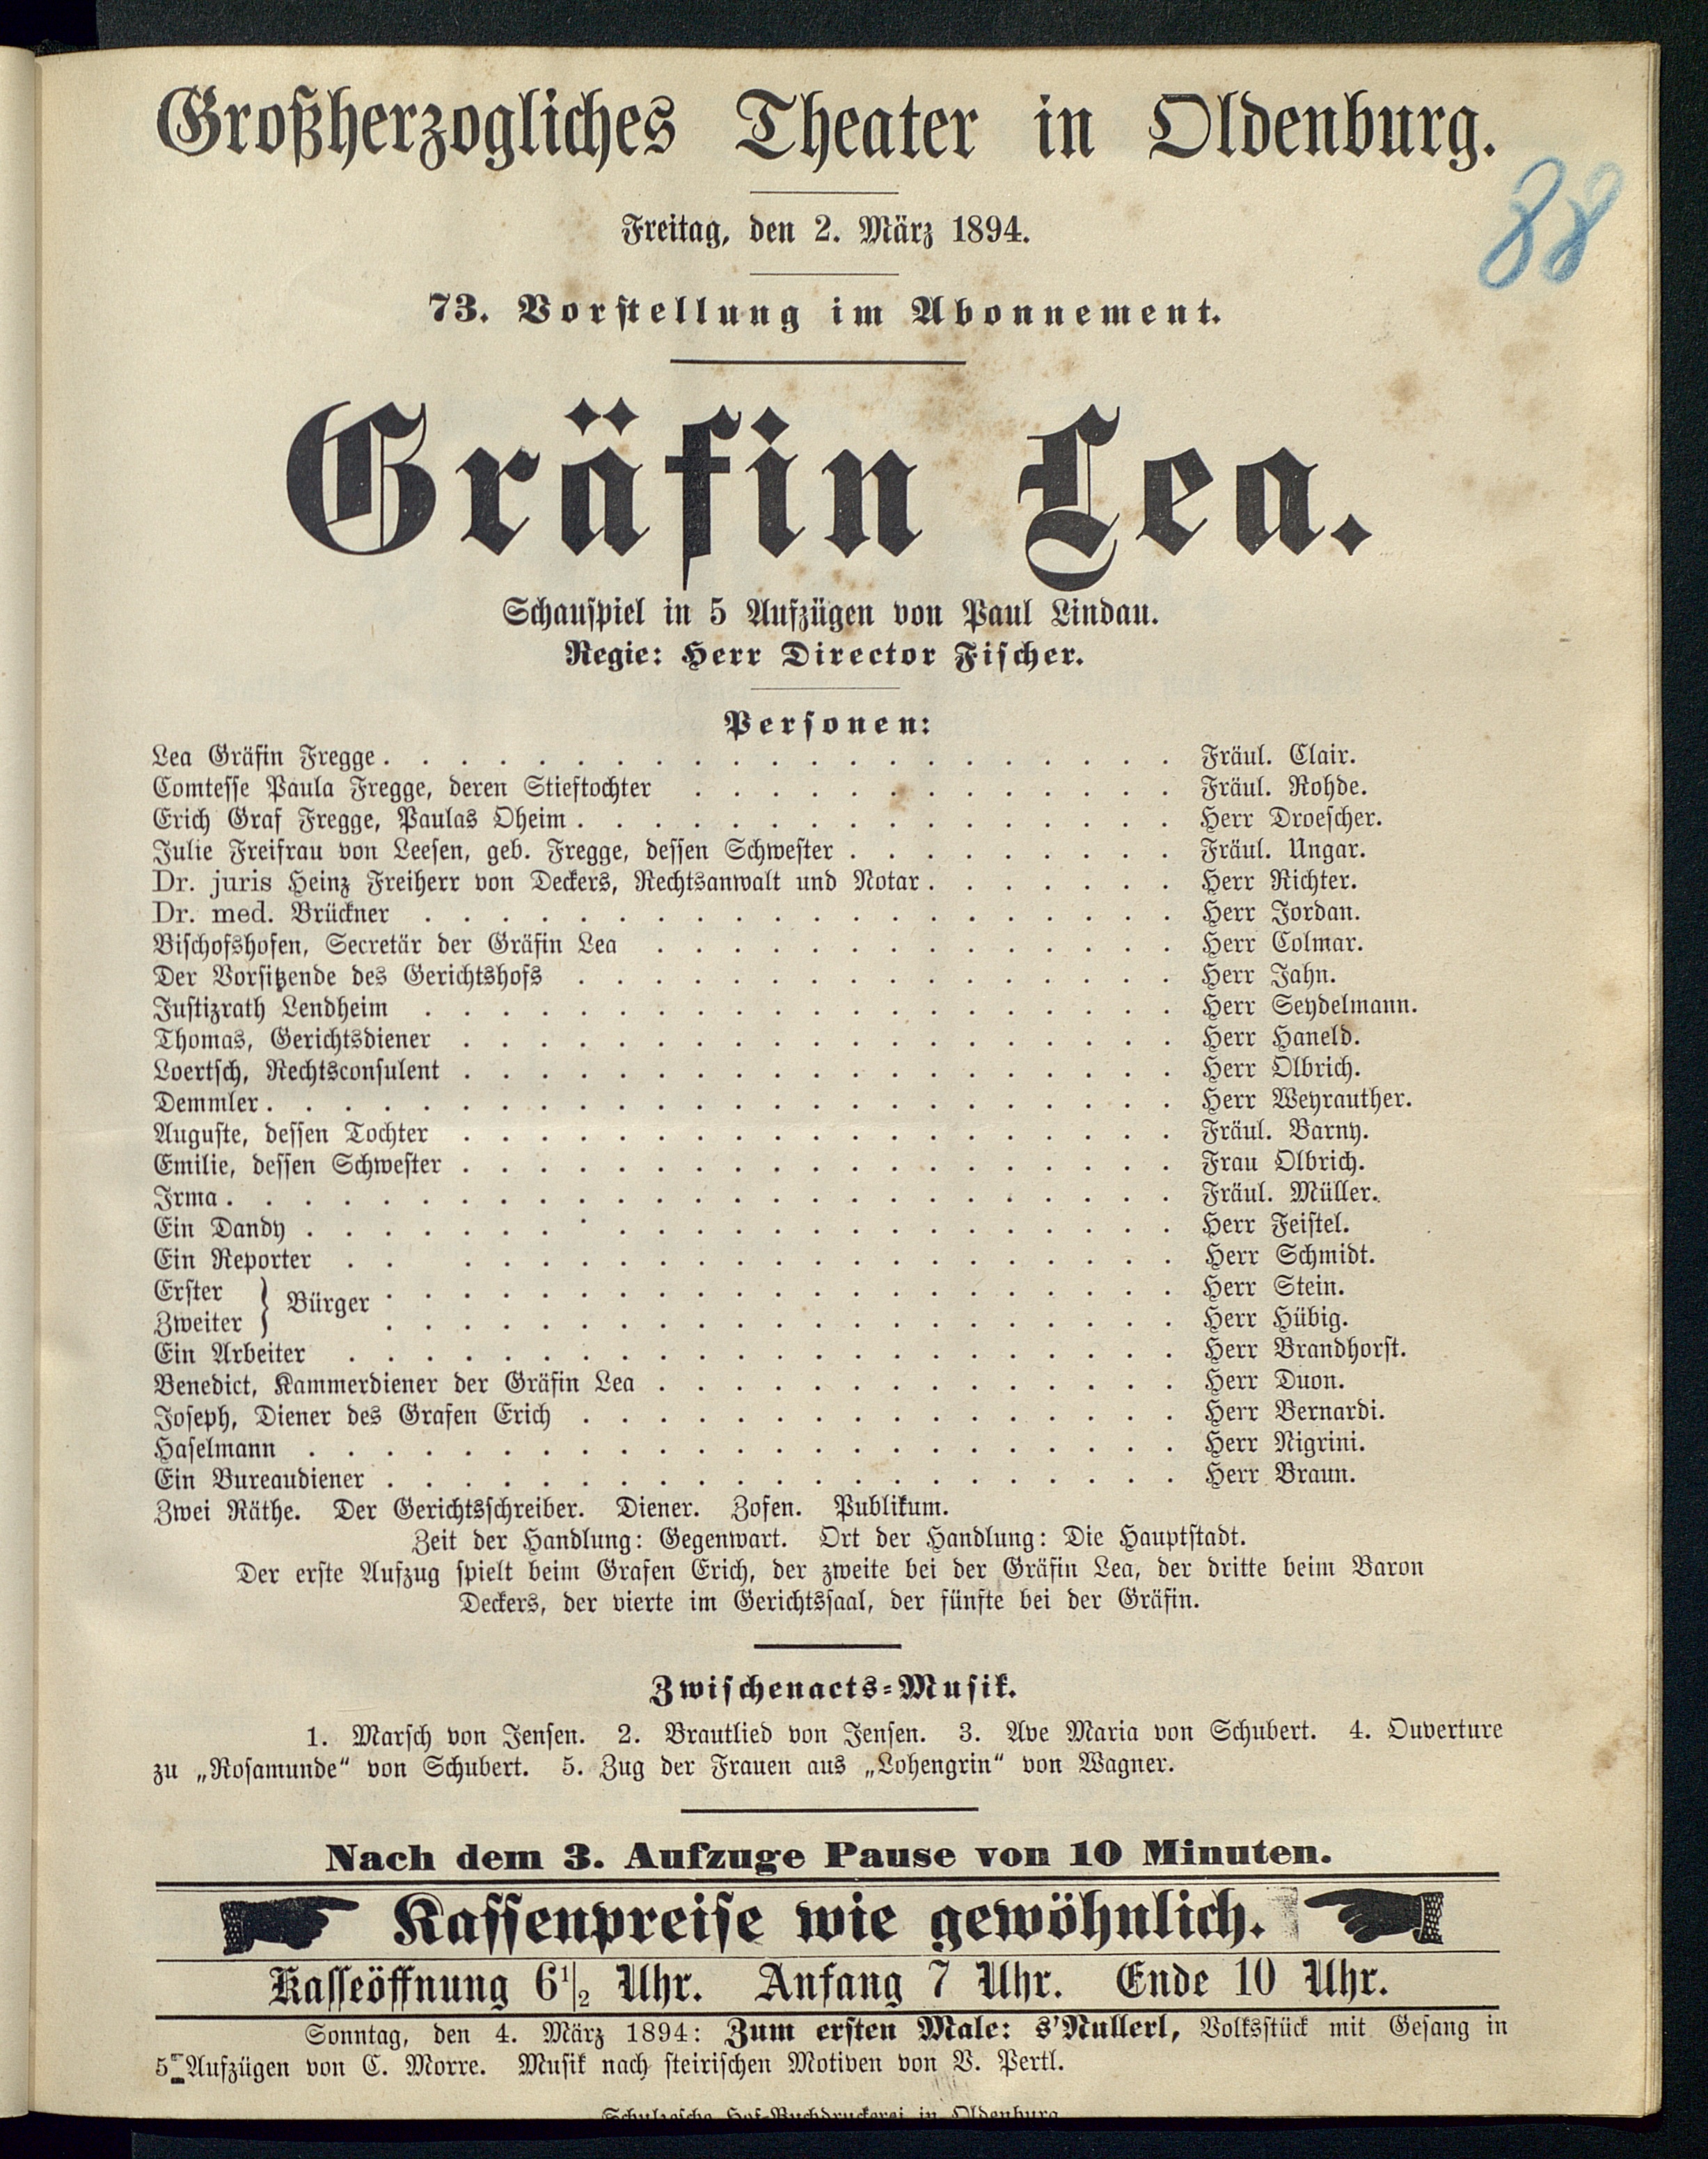 Großherzogliches Theater in Oldenburg.
88
Freitag, den 2. März 1894.
73. Vorstellung im Abonnement.
Gräfin Lea.
Schauspiel in 5 Aufzügen von Paul Lindau.
Regie: Herr Director Fischer.
Personen:
Lea Gräfin Fregge . . . . . Fräul. Clair.
Comtesse Paula Fregge, deren Stieftochter . . . . . Fräul. Rohde.
Erich Graf Fregge, Paulas Oheim . . . . . Herr Droescher.
Julie Freifrau von Leesen, geb. Fregge, dessen Schwester . . . . . Fräul. Ungar.
Dr. juris Heinz Freiherr von Deckers, Rechtsanwalt und Notar . . . . . Herr Richter.
Dr. med. Brückner . . . . . Herr Jordan.
Bischofshofen, Secretär der Gräfin Lea . . . . . Herr Colmar.
Der Vorsitzende des Gerichtshofs . . . . . Herr Jahn.
Justizrath Lendheim . . . . . Herr Seydelmann.
Thomas, Gerichtsdiener . . . . . Herr Haneld.
Loertsch, Rechtsconsulent . . . . . Herr Olbrich.
Demmler . . . . . Herr Weyrauther.
Auguste, dessen Tochter . . . . . Fräul. Barny.
Emilie, dessen Schwester . . . . . Frau Olbrich.
Irma . . . . . Fräul. Müller.
Ein Dandy . . . . . Herr Feistel.
Ein Reporter . . . . . Herr Schmidt.
Erster } Bürger . . . . . Herr Stein.
Zweiter } . . . . . Herr Hübig.
Ein Arbeiter . . . . . Herr Brandhorst.
Benedict, Kammerdiener der Gräfin Lea . . . . . Herr Duon.
Joseph, Diener des Grafen Erich . . . . . Herr Bernardi.
Haselmann . . . . . Herr Nigrini.
Ein Bureaudiener . . . . . Herr Braun.
Zwei Räthe. Der Gerichtsschreiber. Diener. Zofen. Publikum.
Zeit der Handlung: Gegenwart. Ort der Handlung: Die Hauptstadt.
Der erste Aufzug spielt beim Grafen Erich, der zweite bei der Gräfin Lea, der dritte beim Baron
Deckers, der vierte im Gerichtssaal, der fünfte bei der Gräfin.
Zwischenacts-Musik.
1. Marsch von Jensen. 2. Brautlied von Jensen. 3. Ave Maria von Schubert. 4. Ouverture
zu „Rosamunde“ von Schubert. 5. Zug der Frauen aus „Lohengrin“ von Wagner.
Nach dem 3. Aufzuge Pause von 10 Minuten.
Kassenpreise wie gewöhnlich.
Kasseöffnung 6 1/2 Uhr. Anfang 7 Uhr. Ende 10 Uhr.
Sonntag, den 4. März 1894: Zum ersten Male: s'Nullerl, Volksstück mit Gesang in
5 Aufzügen von C. Morre. Musik nach steirischen Motiven von V. Pertl.
Schulzesche Hof-Buchdruckerei in Oldenburg